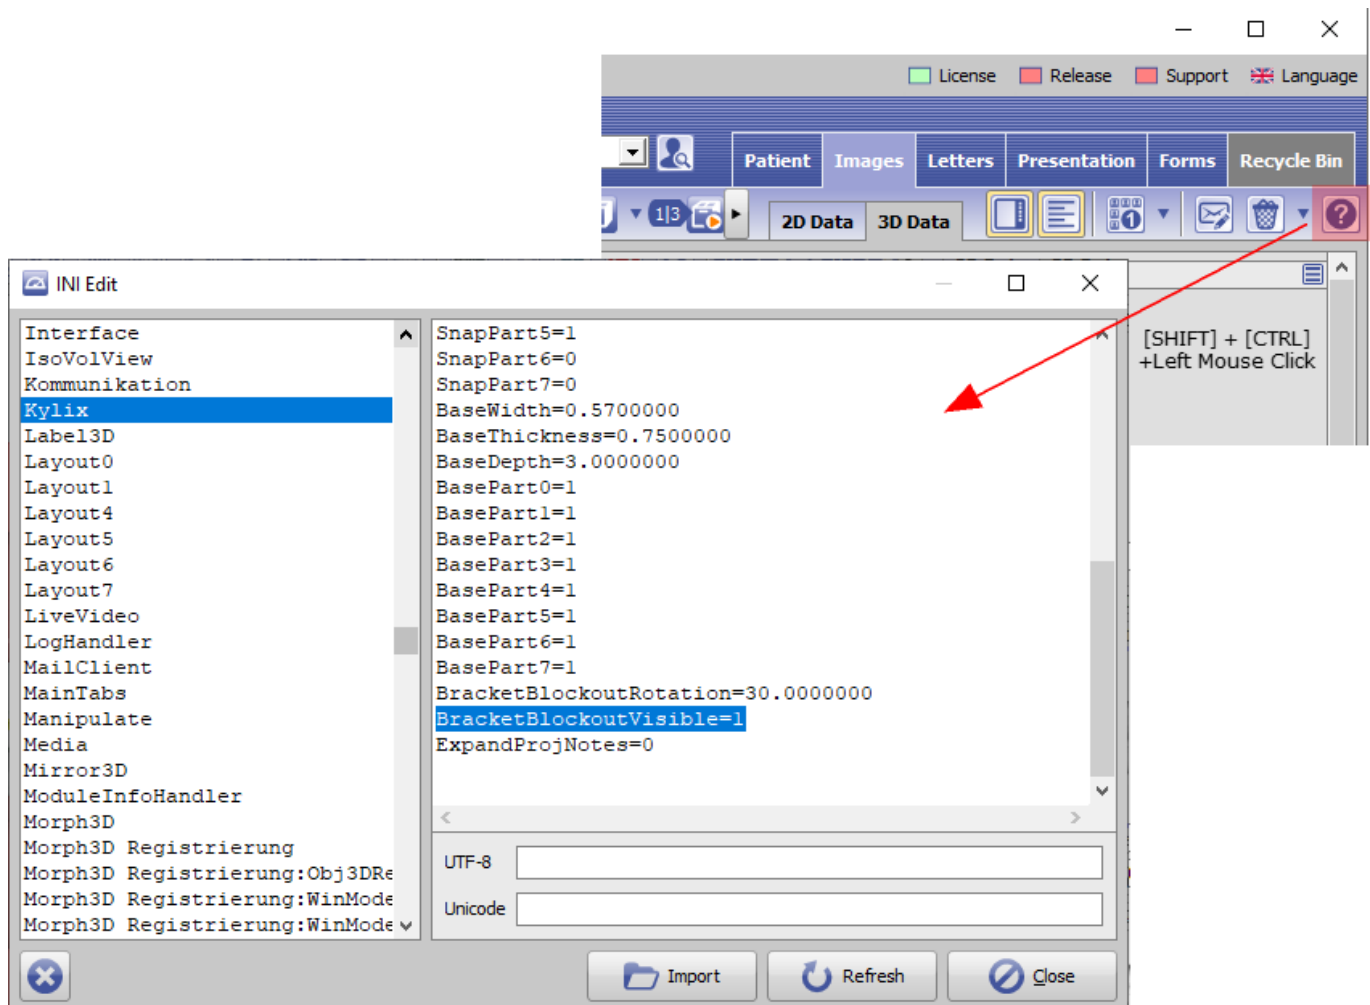 License Release Support Language
Patient Images Letters Presentation Forms Recycle Bin
1|3 2D Data 3D Data 1 ?
INI Edit
[SHIFT] + [CTRL]
+Left Mouse Click
Interface
IsoVolView
Kommunikation
Kylix
Label3D
Layout0
Layout1
Layout4
Layout5
Layout6
Layout7
LiveVideo
LogHandler
MailClient
MainTabs
Manipulate
Media
Mirror3D
ModuleInfoHandler
Morph3D
Morph3D Registrierung
Morph3D Registrierung:Obj3DRe
Morph3D Registrierung:WinMode
Morph3D Registrierung:WinMode
SnapPart5=1
SnapPart6=0
SnapPart7=0
BaseWidth=0.5700000
BaseThickness=0.7500000
BaseDepth=3.0000000
BasePart0=1
BasePart1=1
BasePart2=1
BasePart3=1
BasePart4=1
BasePart5=1
BasePart6=1
BasePart7=1
BracketBlockoutRotation=30.0000000
BracketBlockoutVisible=1
ExpandProjNotes=0
UTF-8
Unicode
Import Refresh Close